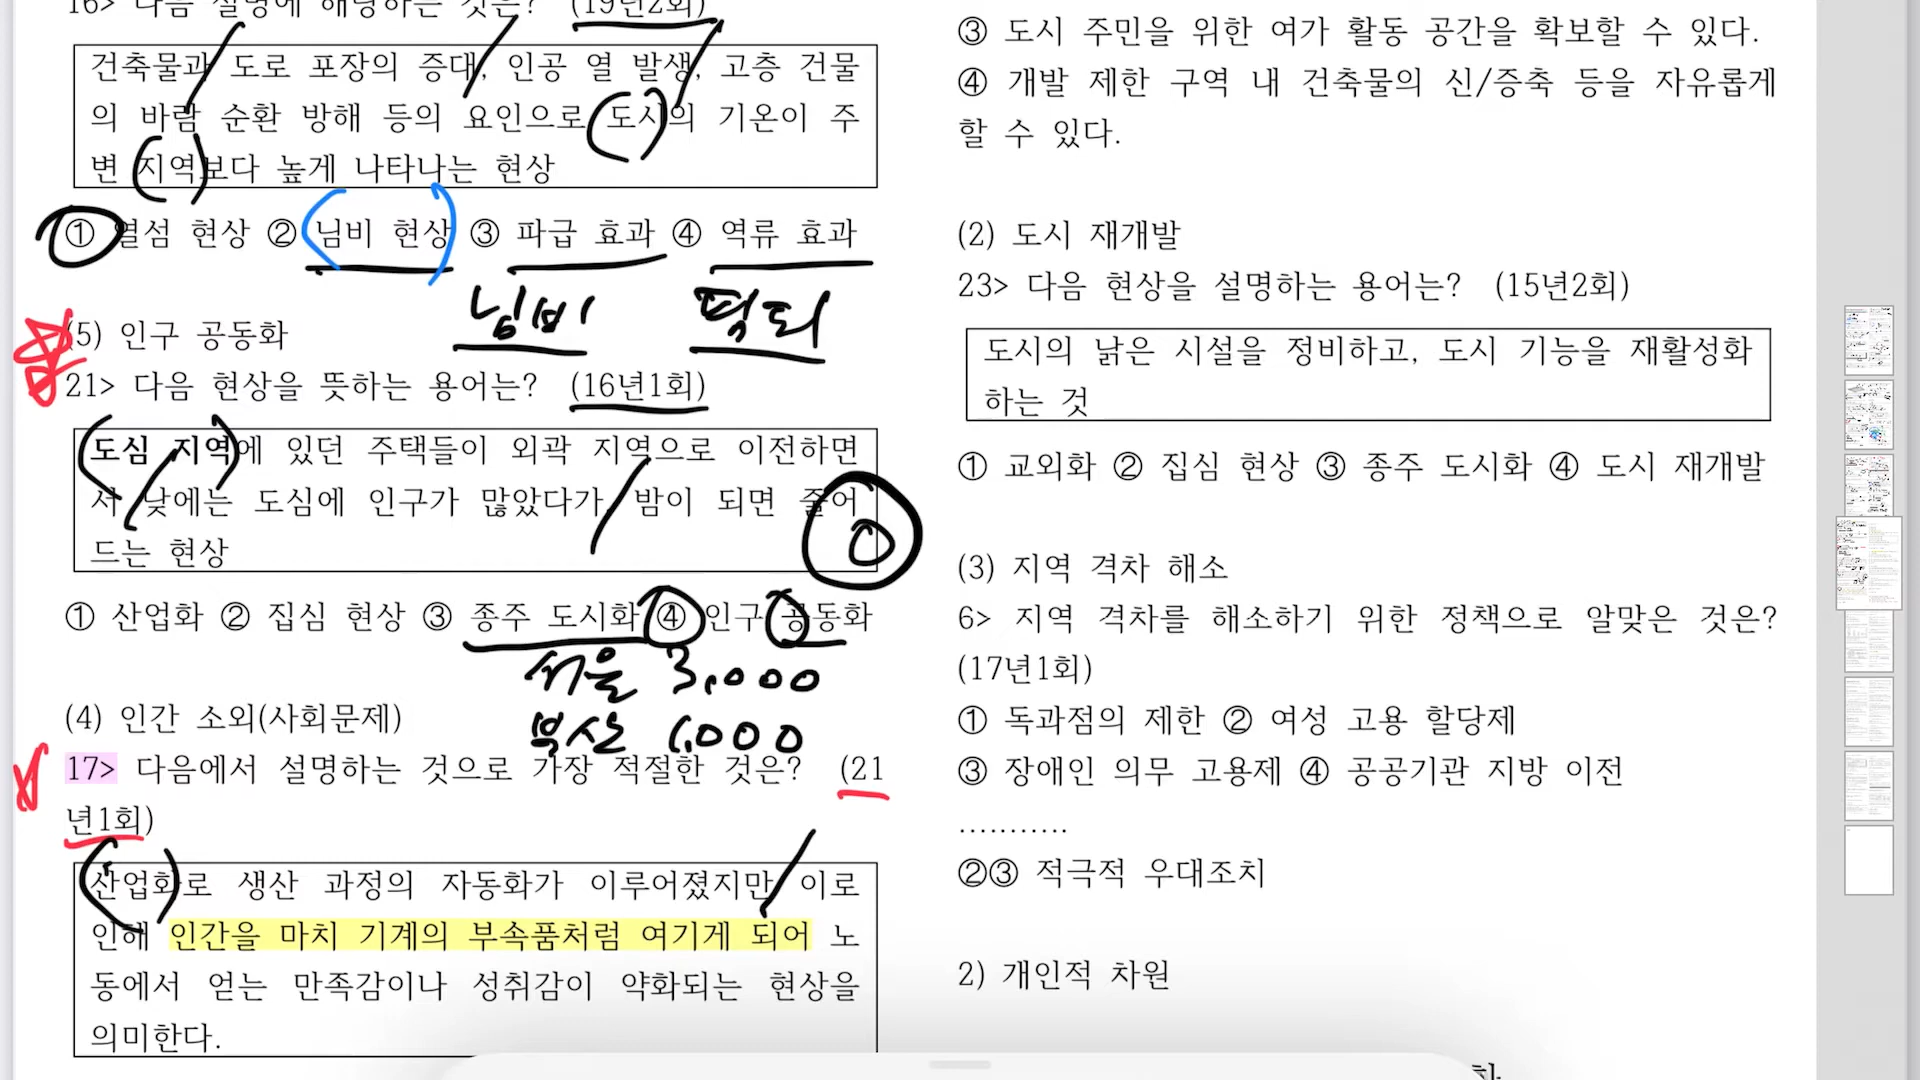 16> 다음 설명에 해당하는 것은? (19년2회)
건축물과 도로 포장의 증대, 인공 열 발생, 고층 건물
의 바람 순환 방해 등의 요인으로 도시의 기온이 주
변 지역보다 높게 나타나는 현상
① 열섬 현상 ② 님비 현상 ③ 파급 효과 ④ 역류 효과
님비
(5) 인구 공동화
21> 다음 현상을 뜻하는 용어는? (16년1회)
도심 지역에 있던 주택들이 외곽 지역으로 이전하면
서 낮에는 도심에 인구가 많았다가, 밤이 되면 줄어
드는 현상
① 산업화 ② 집심 현상 ③ 종주 도시화 ④ 인구 공동화
서울 3,000
부산 1,000
(4) 인간 소외(사회문제)
17> 다음에서 설명하는 것으로 가장 적절한 것은? (21
년1회)
산업화로 생산 과정의 자동화가 이루어졌지만 이로
인해 인간을 마치 기계의 부속품처럼 여기게 되어 노
동에서 얻는 만족감이나 성취감이 약화되는 현상을
의미한다.
③ 도시 주민을 위한 여가 활동 공간을 확보할 수 있다.
④ 개발 제한 구역 내 건축물의 신/증축 등을 자유롭게
할 수 있다.
(2) 도시 재개발
23> 다음 현상을 설명하는 용어는? (15년2회)
도시의 낡은 시설을 정비하고, 도시 기능을 재활성화
하는 것
① 교외화 ② 집심 현상 ③ 종주 도시화 ④ 도시 재개발
(3) 지역 격차 해소
6> 지역 격차를 해소하기 위한 정책으로 알맞은 것은?
(17년1회)
① 독과점의 제한 ② 여성 고용 할당제
③ 장애인 의무 고용제 ④ 공공기관 지방 이전
...........
②③ 적극적 우대조치
2) 개인적 차원